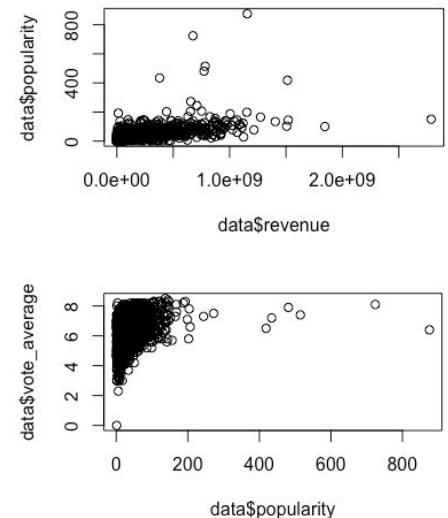 data$popularity
800
400
0
0.0e+00 1.0e+09 2.0e+09
data$revenue
data$vote_average
8
6
4
2
0
0 200 400 600 800
data$popularity